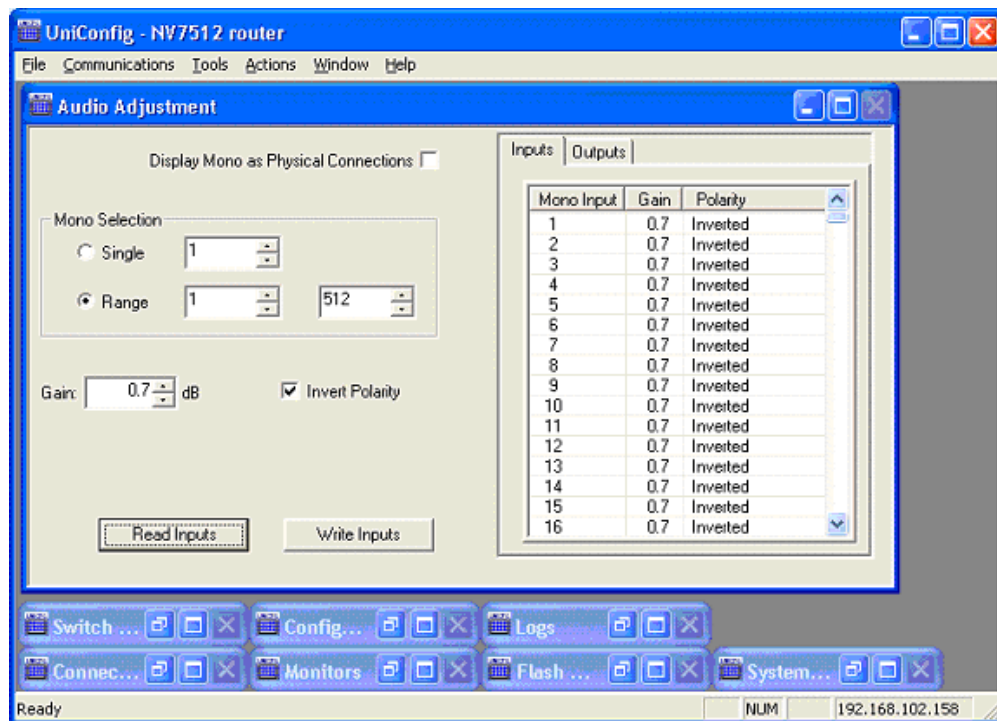 UniConfig - NV7512 router
File Communications Tools Actions Window Help
Audio Adjustment
Display Mono as Physical Connections
Mono Selection
Single 1
Range 1 512
Gain: 0.7 dB Invert Polarity
Read Inputs Write Inputs
Inputs Outputs
Mono Input Gain Polarity
1 0.7 Inverted
2 0.7 Inverted
3 0.7 Inverted
4 0.7 Inverted
5 0.7 Inverted
6 0.7 Inverted
7 0.7 Inverted
8 0.7 Inverted
9 0.7 Inverted
10 0.7 Inverted
11 0.7 Inverted
12 0.7 Inverted
13 0.7 Inverted
14 0.7 Inverted
15 0.7 Inverted
16 0.7 Inverted
Switch ... Config... Logs
Connec... Monitors Flash ... System...
Ready NUM 192.168.102.158